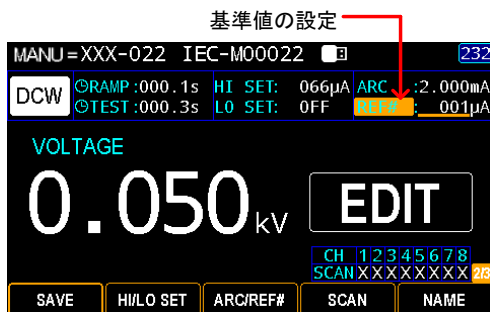 基準値の設定
MANU=XXX-022 IEC-M00022 232
DCW RAMP:000.1s HI SET: 066µA ARC :2.000mA
TEST:000.3s LO SET: OFF REF# : 001µA
VOLTAGE
0.050kV EDIT
CH 1 2 3 4 5 6 7 8
SCAN X X X X X X X X 2/3
SAVE HI/LO SET ARC/REF# SCAN NAME